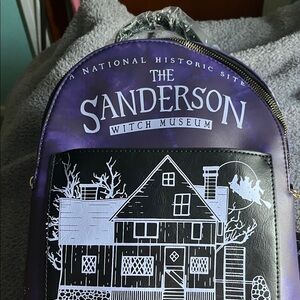 A NATIONAL HISTORIC SITE
THE
SANDERSON
WITCH MUSEUM